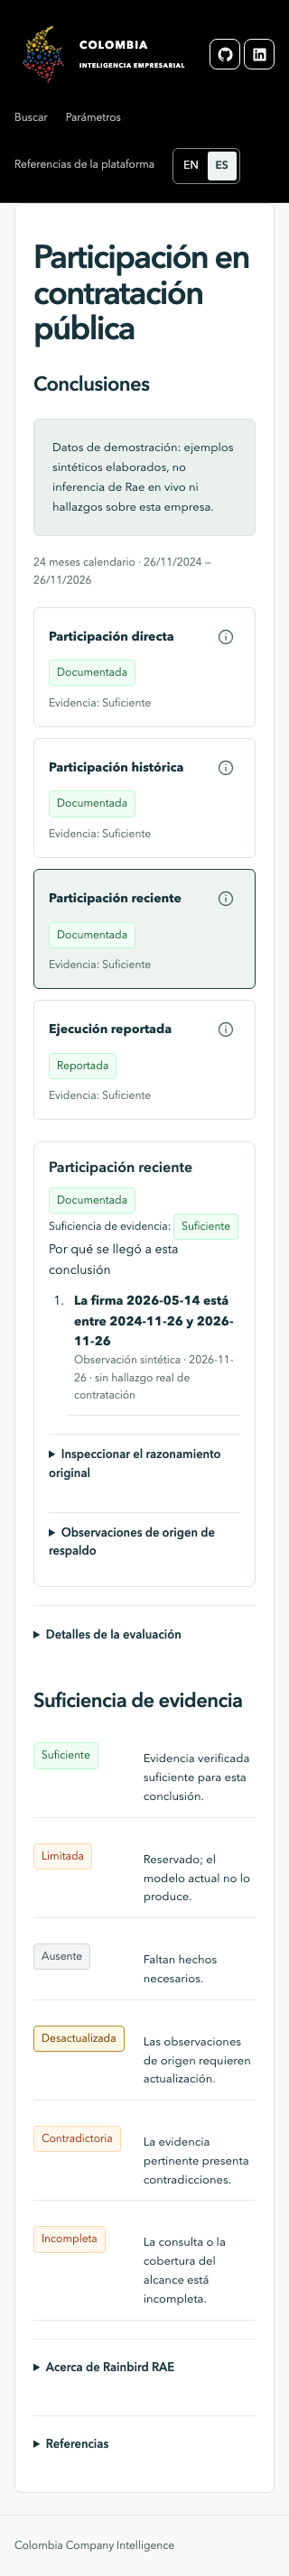 COLOMBIA
INTELIGENCIA EMPRESARIAL
Buscar Parámetros
Referencias de la plataforma EN ES
Participación en
contratación
pública
Conclusiones
Datos de demostración: ejemplos
sintéticos elaborados, no
inferencia de Rae en vivo ni
hallazgos sobre esta empresa.
24 meses calendario · 26/11/2024 –
26/11/2026
Participación directa
Documentada
Evidencia: Suficiente
Participación histórica
Documentada
Evidencia: Suficiente
Participación reciente
Documentada
Evidencia: Suficiente
Ejecución reportada
Reportada
Evidencia: Suficiente
Participación reciente
Documentada
Suficiencia de evidencia: Suficiente
Por qué se llegó a esta
conclusión
1. La firma 2026-05-14 está
entre 2024-11-26 y 2026-
11-26
Observación sintética · 2026-11-
26 · sin hallazgo real de
contratación
Inspeccionar el razonamiento
original
Observaciones de origen de
respaldo
Detalles de la evaluación
Suficiencia de evidencia
Suficiente
Evidencia verificada
suficiente para esta
conclusión.
Limitada
Reservado; el
modelo actual no lo
produce.
Ausente
Faltan hechos
necesarios.
Desactualizada
Las observaciones
de origen requieren
actualización.
Contradictoria
La evidencia
pertinente presenta
contradicciones.
Incompleta
La consulta o la
cobertura del
alcance está
incompleta.
Acerca de Rainbird RAE
Referencias
Colombia Company Intelligence